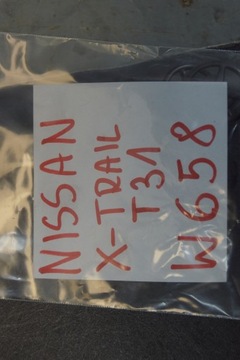 NISSAN
X-TRAIL
T31
W658